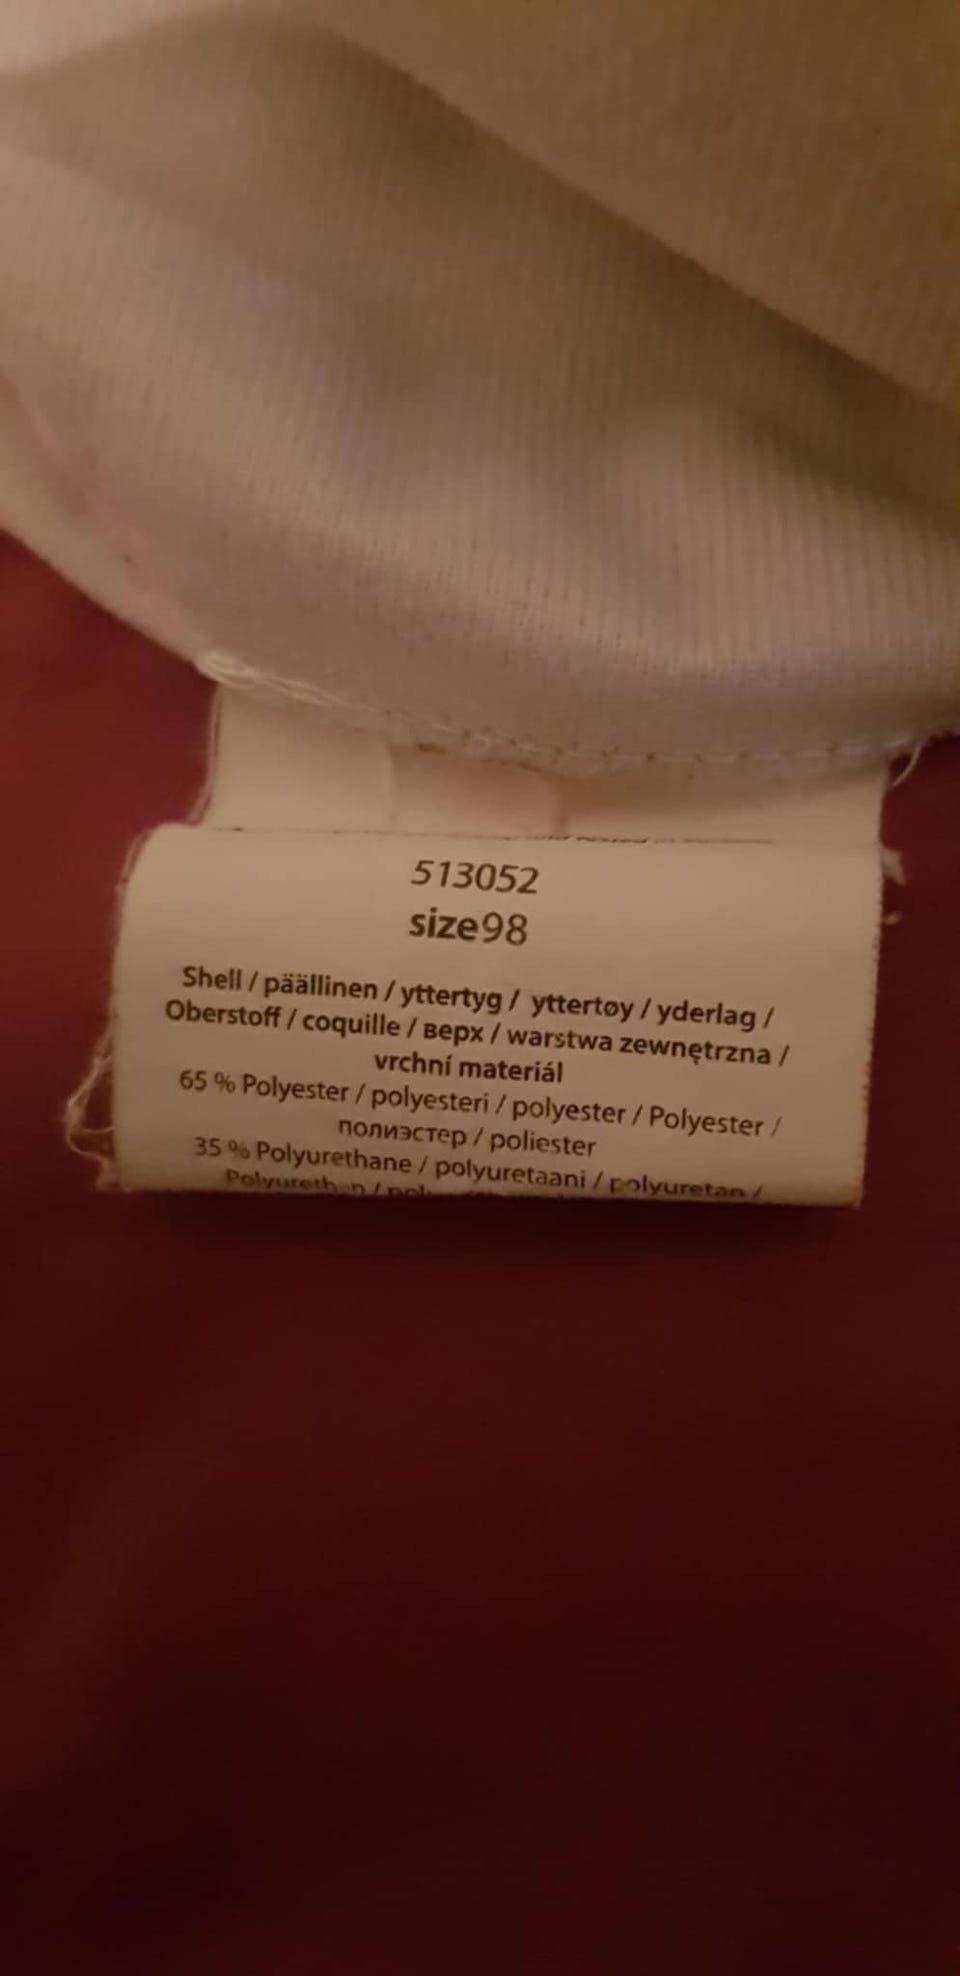 513052
size98
Shell / päällinen / yttertyg / yttertøy / yderlag /
Oberstoff / coquille / верх / warstwa zewnętrzna /
vrchní materiál
65 % Polyester / polyesteri / polyester / Polyester /
полиэстер / poliester
35 % Polyurethane / polyuretaani / polyuretan /